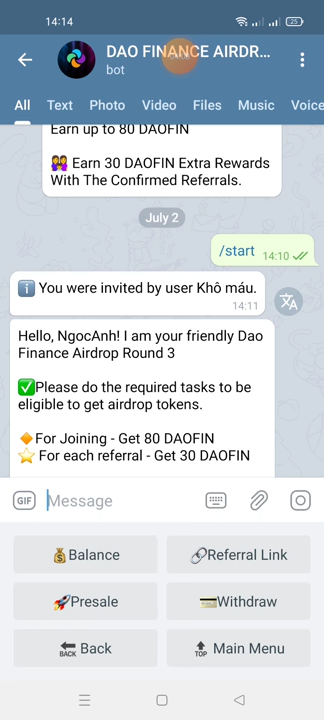 14:14
25
DAO FINANCE AIRDR...
bot
All Text Photo Video Files Music Voice
Earn up to 80 DAOFIN
👭 Earn 30 DAOFIN Extra Rewards
With The Confirmed Referrals.
July 2
/start 14:10
ℹ️ You were invited by user Khô máu.
14:11
Hello, NgocAnh! I am your friendly Dao
Finance Airdrop Round 3
✅Please do the required tasks to be
eligible to get airdrop tokens.
🔸For Joining - Get 80 DAOFIN
⭐ For each referral - Get 30 DAOFIN
GIF Message
💰Balance
🔗Referral Link
🚀Presale
💳Withdraw
🔙 Back
🔝 Main Menu